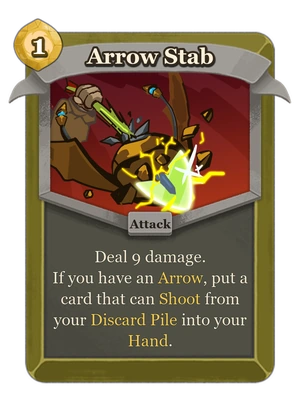 1
Arrow Stab
Attack
Deal 9 damage.
If you have an Arrow, put a
card that can Shoot from
your Discard Pile into your
Hand.